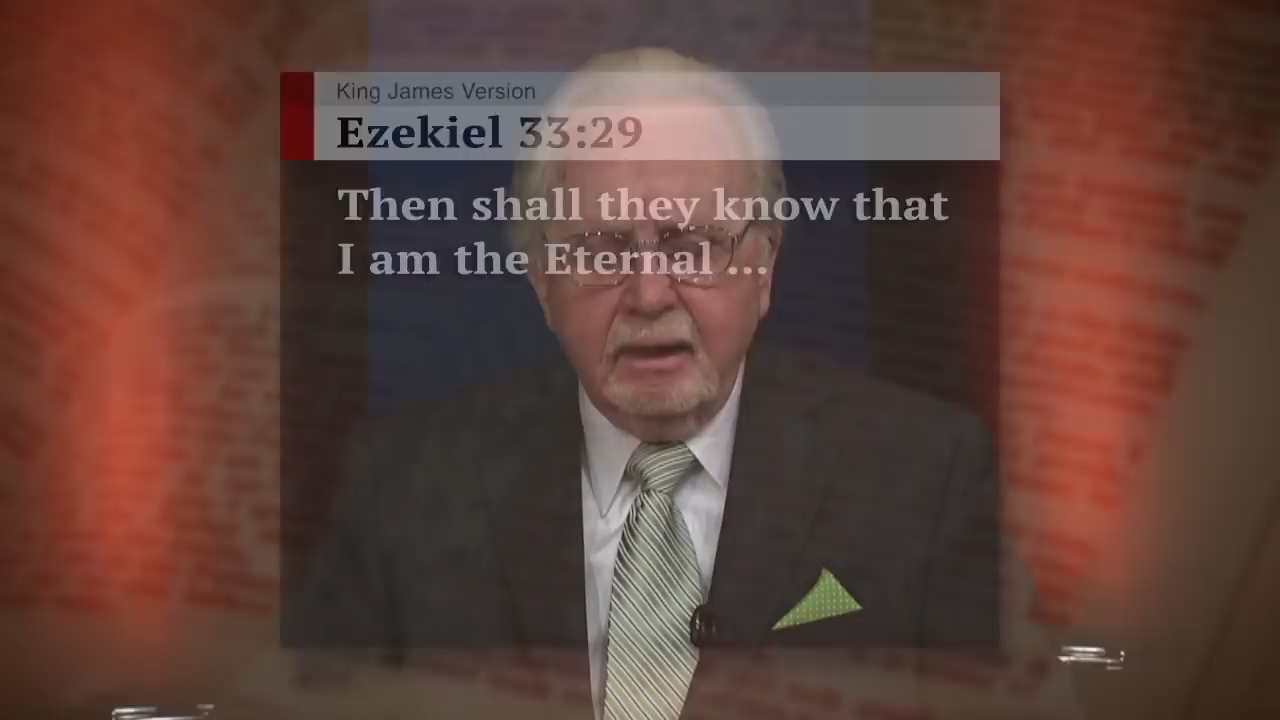 King James Version
Ezekiel 33:29
Then shall they know that
I am the Eternal ...